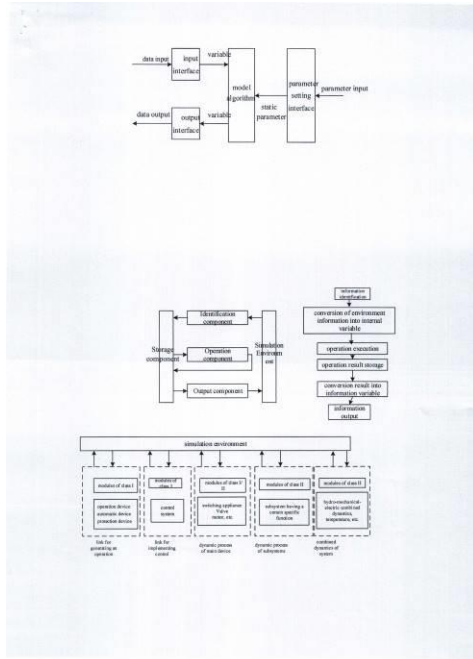 data input
input
interface
variable
model
algorithm
parameter
setting
interface
parameter input
static
parameter
data output
output
interface
variable
Identification
component
Storage
component
Operation
component
Simulation
Environm
ent
Output component
information
identification
conversion of environment
information into internal
variable
operation execution
operation result storage
conversion result into
information variable
information
output
simulation environment
modules of class I
operation device
automatic device
protection device
link for
generating an
operation
modules of
class I
control
system
link for
implementing
control
modules of class I/
II
switching appliance
Valve
motor, etc.
dynamic process
of main device
modules of class II
subsystem having a
certain specific
function
dynamic process
of subsystem
modules of class II
hydro-mechanical-
electric combined
dynamics,
temperature, etc.
combined
dynamics of
system